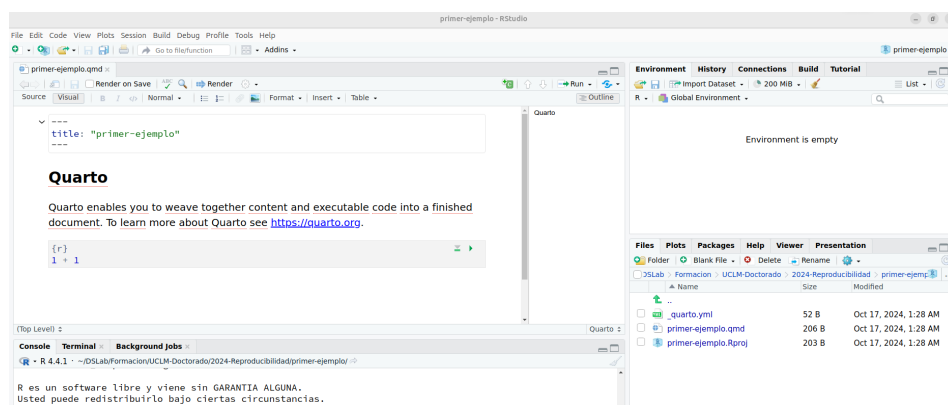 primer-ejemplo - RStudio
File Edit Code View Plots Session Build Debug Profile Tools Help
Go to file/function Addins primer-ejemplo
primer-ejemplo.qmd
Render on Save Render Run
Source Visual B I </> Normal Format Insert Table Outline
---
title: "primer-ejemplo"
---
Quarto
Quarto enables you to weave together content and executable code into a finished
document. To learn more about Quarto see https://quarto.org.
{r}
1 + 1
Quarto
(Top Level) Quarto
Console Terminal Background Jobs
R 4.4.1 · ~/DSLab/Formacion/UCLM-Doctorado/2024-Reproducibilidad/primer-ejemplo/
R es un software libre y viene sin GARANTIA ALGUNA.
Usted puede redistribuirlo bajo ciertas circunstancias.
Environment History Connections Build Tutorial
Import Dataset 200 MiB List
R Global Environment
Environment is empty
Files Plots Packages Help Viewer Presentation
Folder Blank File Delete Rename
DSLab Formacion UCLM-Doctorado 2024-Reproducibilidad primer-ejemp
Name Size Modified
..
_quarto.yml 52 B Oct 17, 2024, 1:28 AM
primer-ejemplo.qmd 206 B Oct 17, 2024, 1:28 AM
primer-ejemplo.Rproj 203 B Oct 17, 2024, 1:28 AM